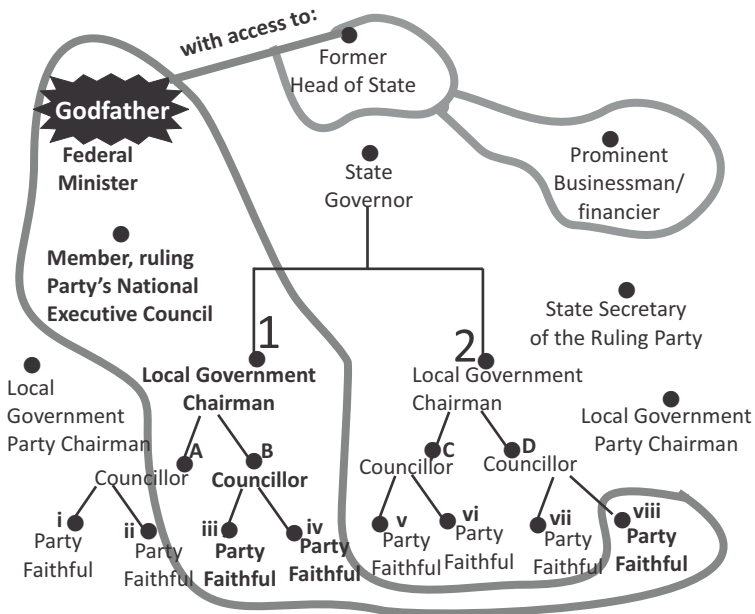 with access to:
Former
Head of State
Godfather
Federal
Minister
State
Governor
Prominent
Businessman/
financier
Member, ruling
Party's National
Executive Council
State Secretary
of the Ruling Party
1
2
Local Government
Chairman
Local Government
Chairman
Local
Government
Party Chairman
Local Government
Party Chairman
A
Councillor
B
Councillor
C
Councillor
D
Councillor
i
Party
Faithful
ii
Party
Faithful
iii
Party
Faithful
iv
Party
Faithful
v
Party
Faithful
vi
Party
Faithful
vii
Party
Faithful
viii
Party
Faithful